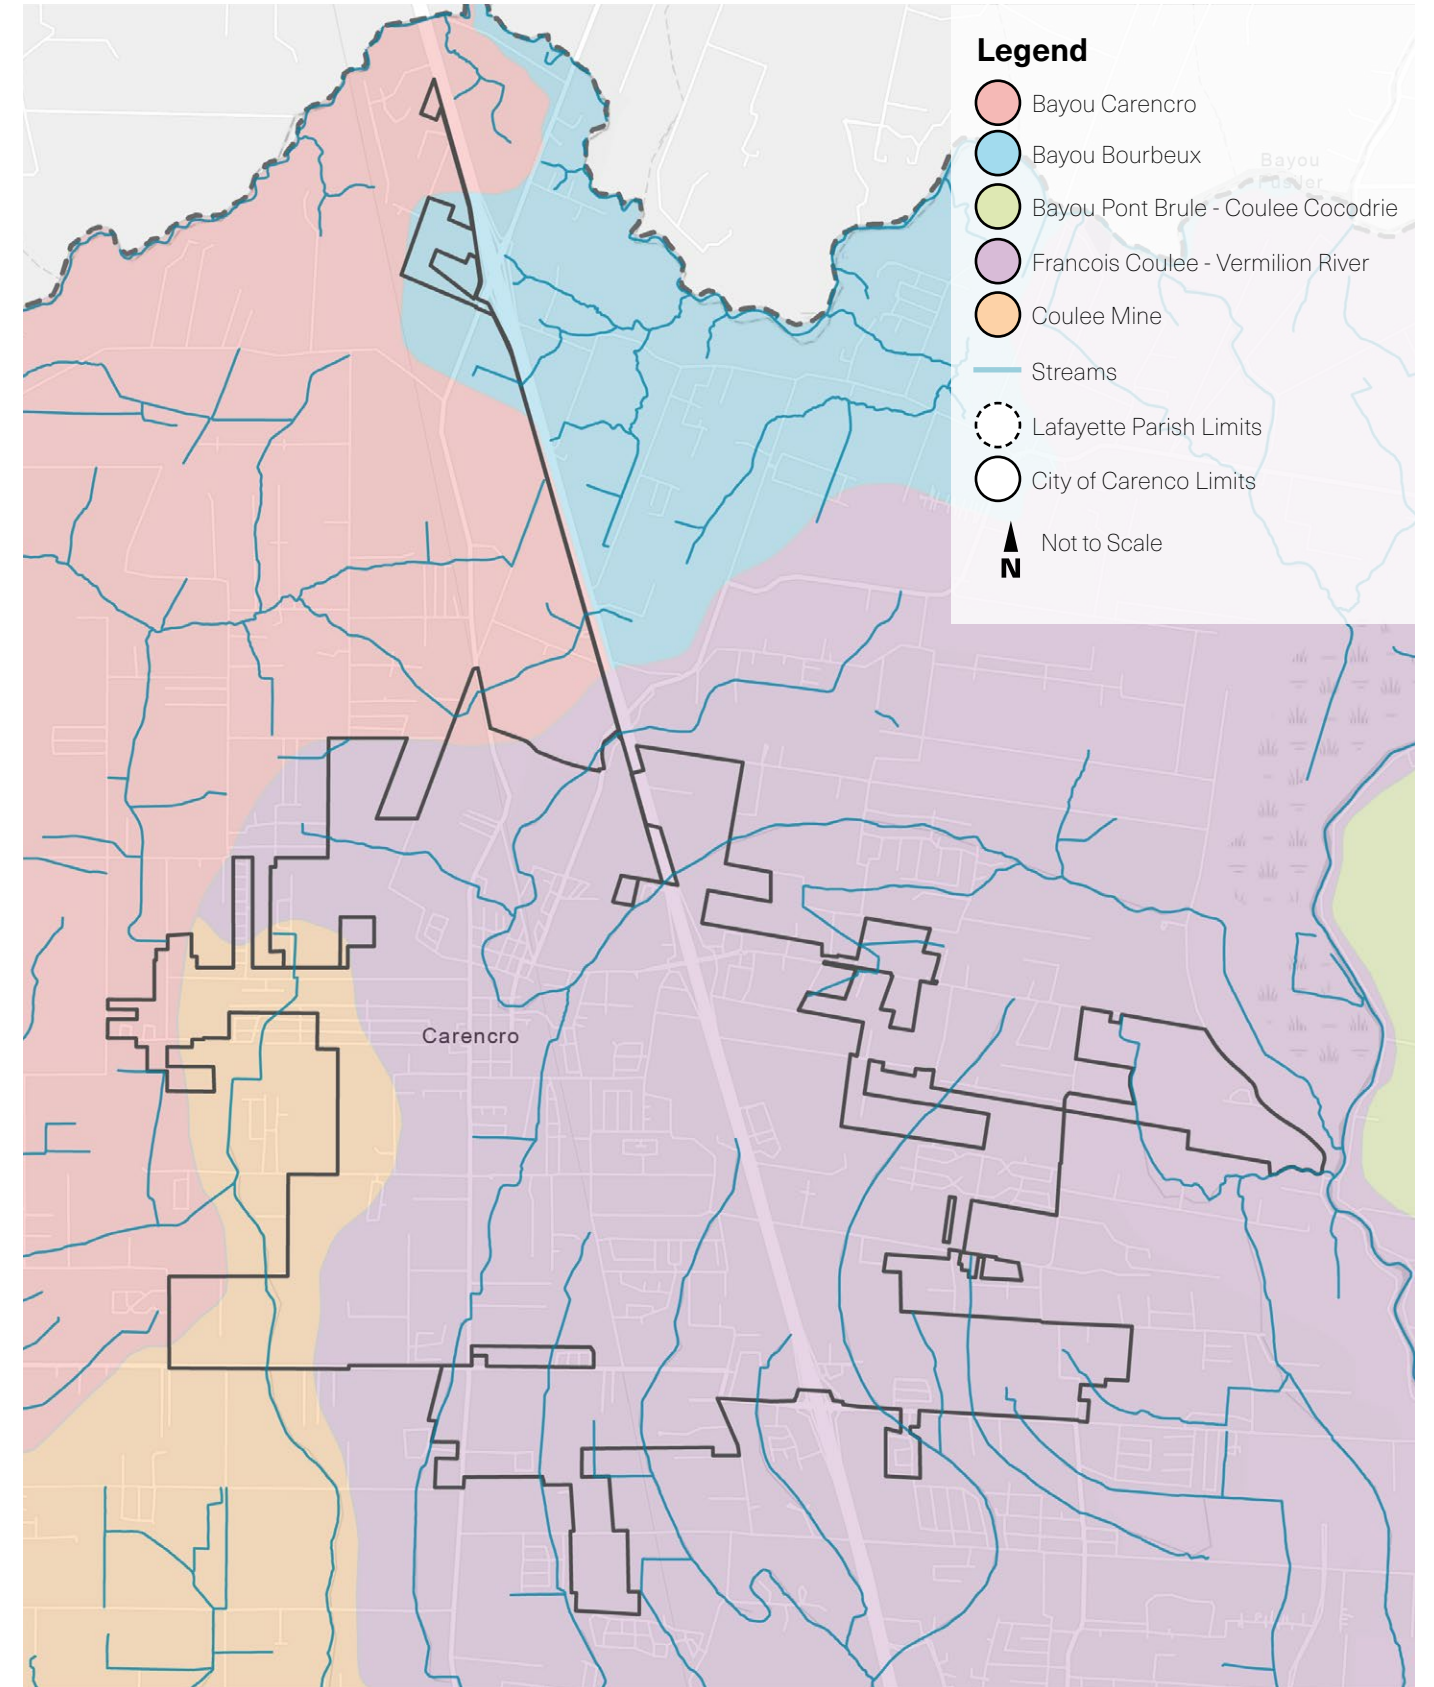 Legend
Bayou Carencro
Bayou Bourbeux
Bayou Pont Brule - Coulee Cocodrie
Francois Coulee - Vermilion River
Coulee Mine
Streams
Lafayette Parish Limits
City of Carenco Limits
Not to Scale
N
Bayou
Carencro